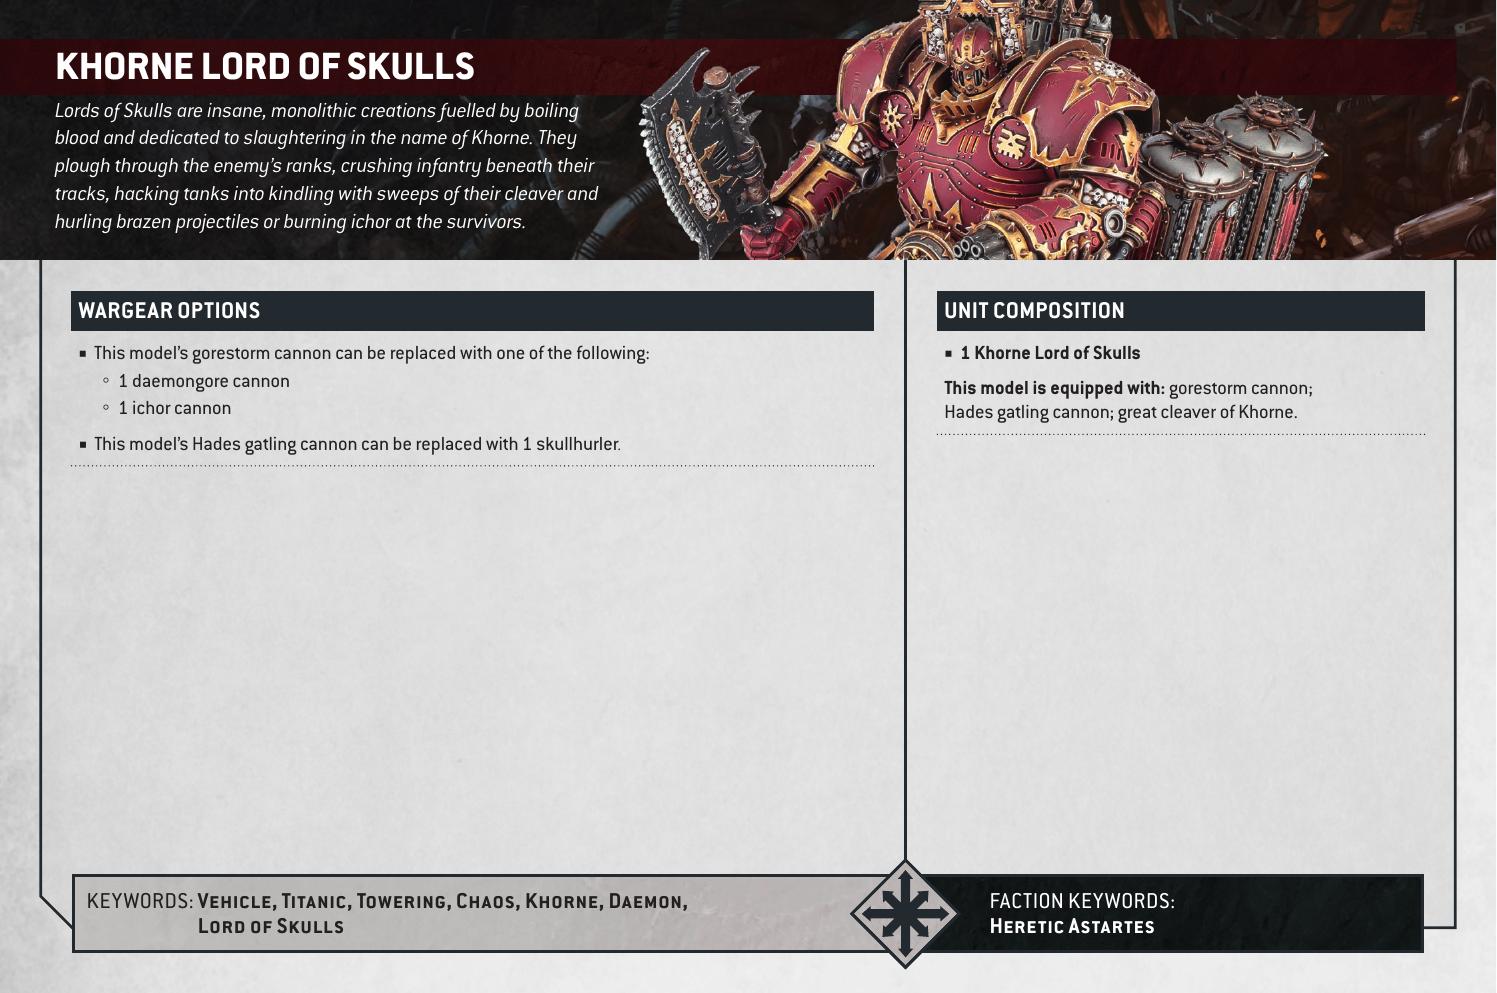 KHORNE LORD OF SKULLS
Lords of Skulls are insane, monolithic creations fuelled by boiling
blood and dedicated to slaughtering in the name of Khorne. They
plough through the enemy's ranks, crushing infantry beneath their
tracks, hacking tanks into kindling with sweeps of their cleaver and
hurling brazen projectiles or burning ichor at the survivors.
WARGEAR OPTIONS
▪ This model's gorestorm cannon can be replaced with one of the following:
◦ 1 daemongore cannon
◦ 1 ichor cannon
▪ This model's Hades gatling cannon can be replaced with 1 skullhurler.
UNIT COMPOSITION
▪ 1 Khorne Lord of Skulls
This model is equipped with: gorestorm cannon;
Hades gatling cannon; great cleaver of Khorne.
KEYWORDS: Vehicle, Titanic, Towering, Chaos, Khorne, Daemon,
Lord of Skulls
FACTION KEYWORDS:
Heretic Astartes